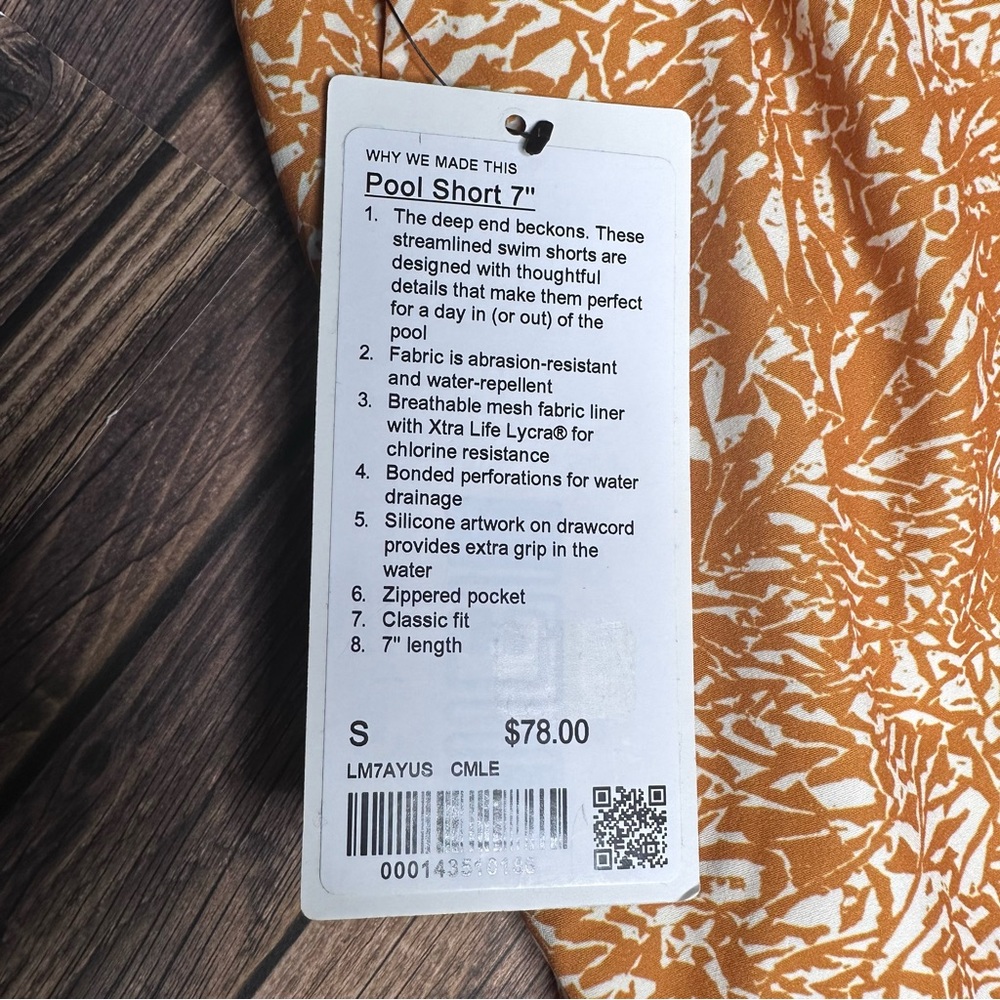 WHY WE MADE THIS
Pool Short 7"
1. The deep end beckons. These
streamlined swim shorts are
designed with thoughtful
details that make them perfect
for a day in (or out) of the
pool
2. Fabric is abrasion-resistant
and water-repellent
3. Breathable mesh fabric liner
with Xtra Life Lycra® for
chlorine resistance
4. Bonded perforations for water
drainage
5. Silicone artwork on drawcord
provides extra grip in the
water
6. Zippered pocket
7. Classic fit
8. 7" length
S $78.00
LM7AYUS CMLE